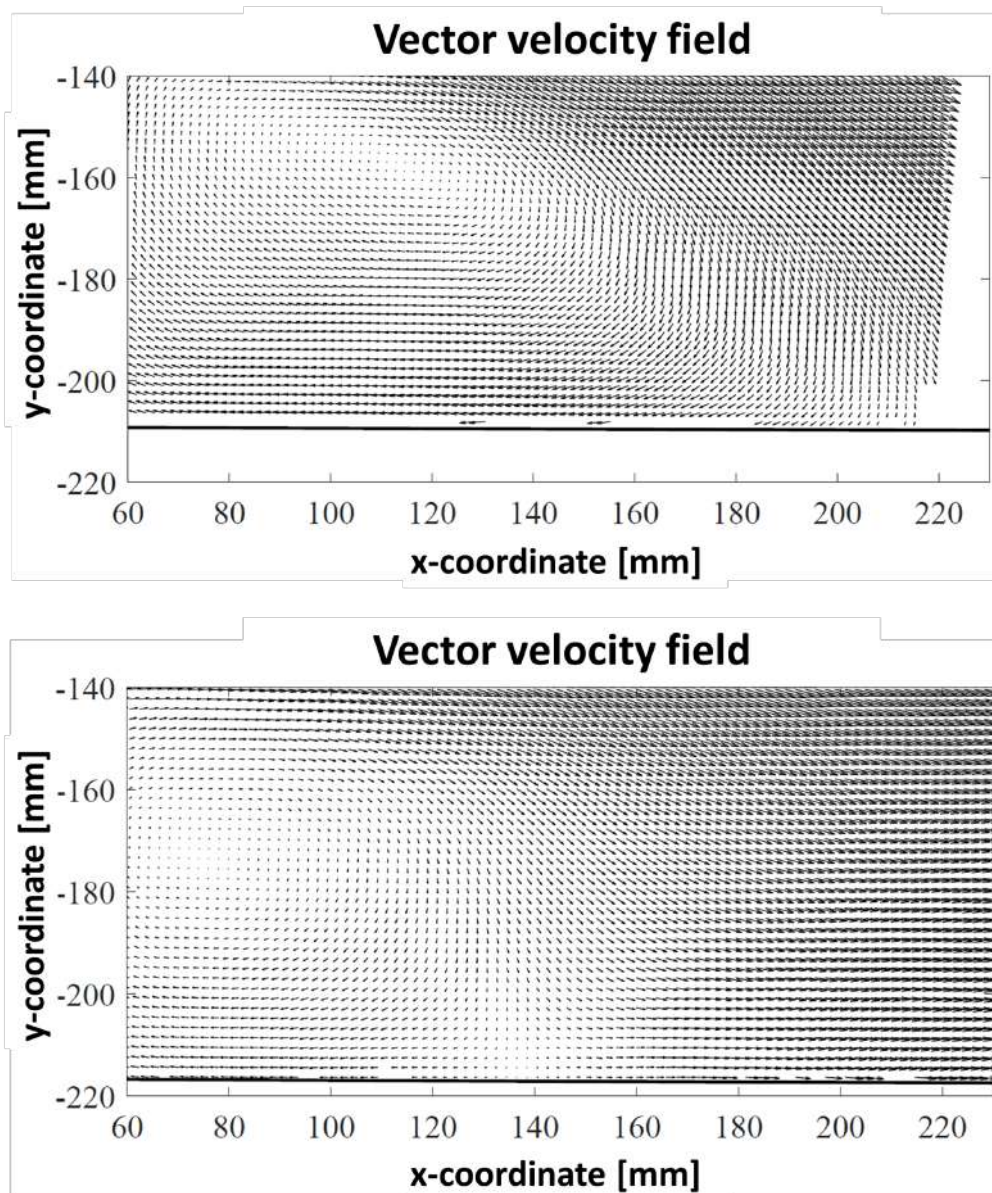 Vector velocity field
-140
-160
-180
-200
-220
y-coordinate [mm]
60 80 100 120 140 160 180 200 220
x-coordinate [mm]
Vector velocity field
-140
-160
-180
-200
-220
y-coordinate [mm]
60 80 100 120 140 160 180 200 220
x-coordinate [mm]